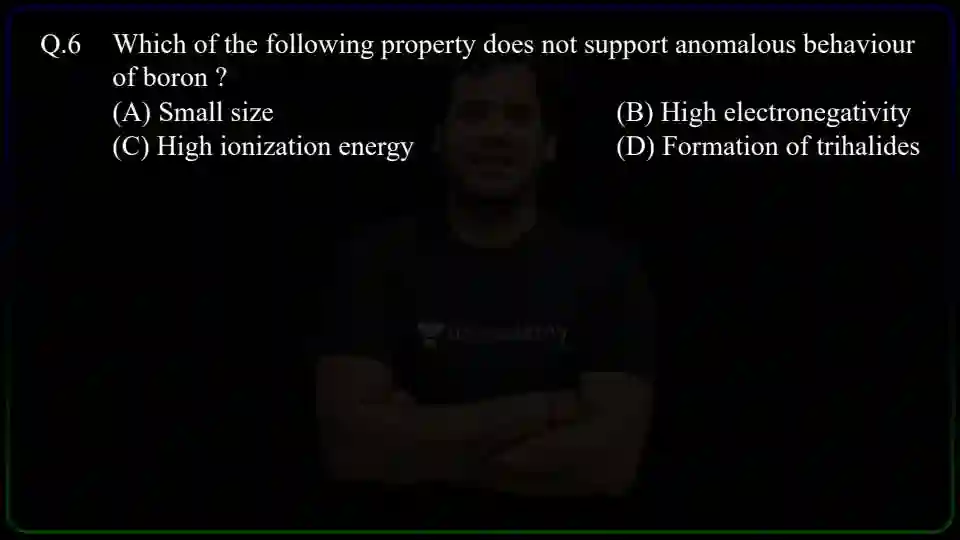 Q.6 Which of the following property does not support anomalous behaviour
of boron ?
(A) Small size (B) High electronegativity
(C) High ionization energy (D) Formation of trihalides